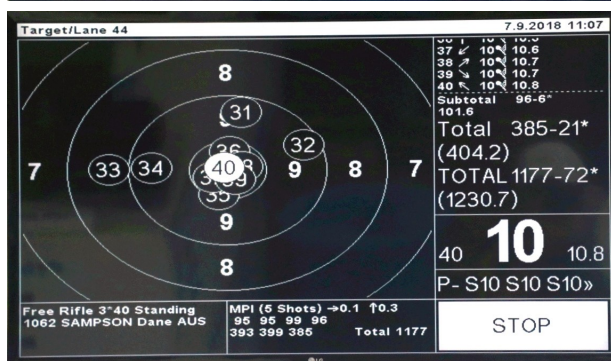 Target/Lane 44
7.9.2018 11:07
8
31
32
33
34
40
35
7
9
8
7
9
8
37 ↙ 10* 10.6
38 ↗ 10* 10.7
39 ↘ 10* 10.7
40 ↖ 10* 10.8
Subtotal 96-6*
101.6
Total 385-21*
(404.2)
TOTAL 1177-72*
(1230.7)
40 10 10.8
P- S10 S10 S10»
Free Rifle 3*40 Standing
1062 SAMPSON Dane AUS
MPI (5 Shots) →0.1 ↑0.3
95 95 99 96
393 399 385 Total 1177
STOP